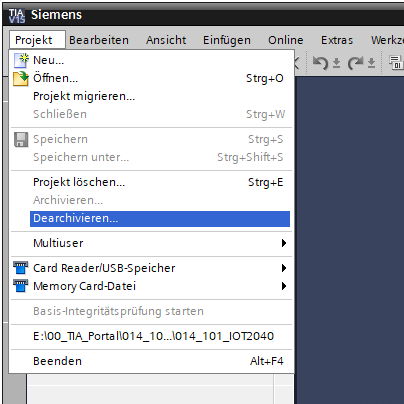 TIA
V15
Siemens
Projekt Bearbeiten Ansicht Einfügen Online Extras Werkz
Neu...
Öffnen... Strg+O
Projekt migrieren...
Schließen Strg+W
Speichern Strg+S
Speichern unter... Strg+Shift+S
Projekt löschen... Strg+E
Archivieren...
Dearchivieren...
Multiuser
Card Reader/USB-Speicher
Memory Card-Datei
Basis-Integritätsprüfung starten
E:\00_TIA_Portal\014_10...\014_101_IOT2040
Beenden Alt+F4